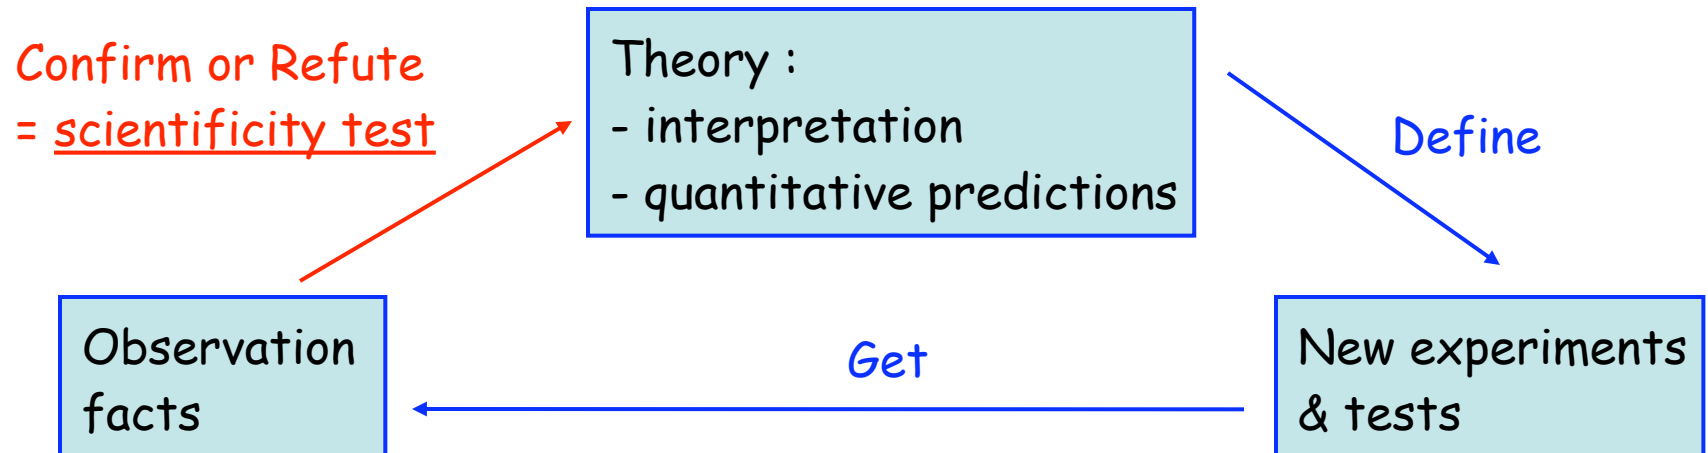 Confirm or Refute
= scientificity test
Theory :
- interpretation
- quantitative predictions
Define
Observation
facts
Get
New experiments
& tests